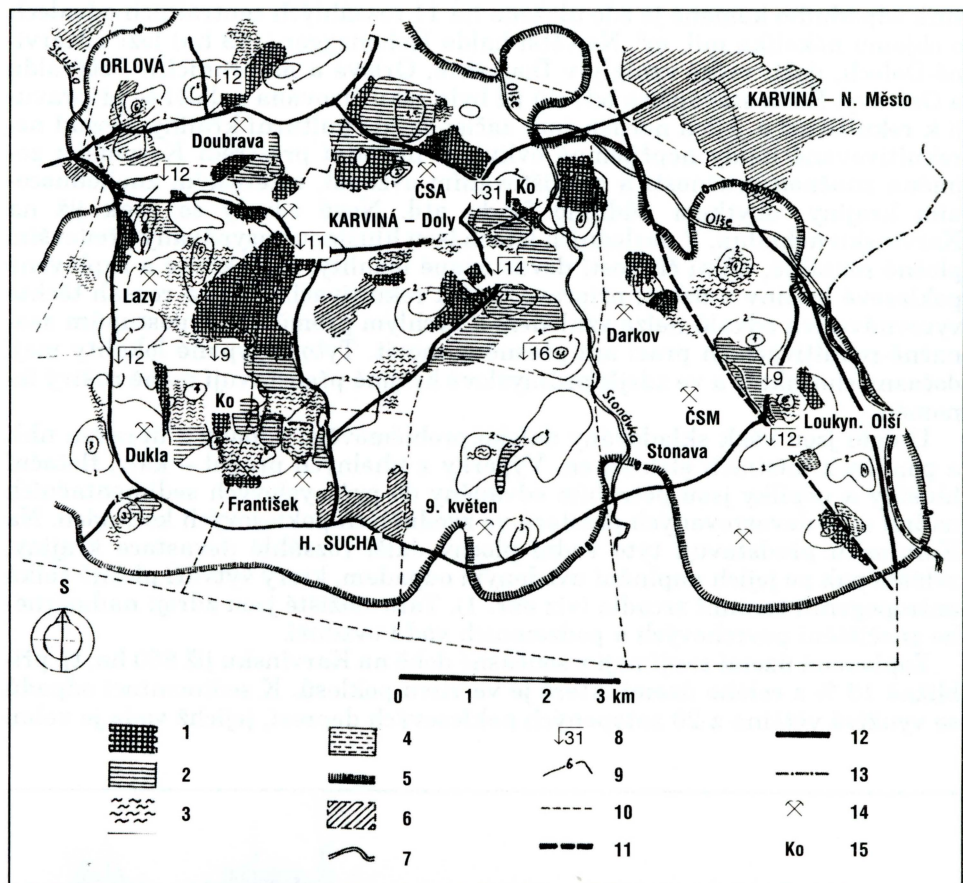 Stružka
ORLOVÁ
12
Doubrava
Olše
KARVINÁ – N. Město
12
ČSA
31 Ko
KARVINÁ – Doly
11
14
Olše
Lazy
12
9
Ko
16
Darkov
9
Dukla
ČSM
Loukyn. Olší
12
Stonávka
Stonava
František
9. květen
H. SUCHÁ
S
0 1 2 3 km
1 4 8 31 12
2 5 9 6 13
3 6 10 14
7 11 Ko 15